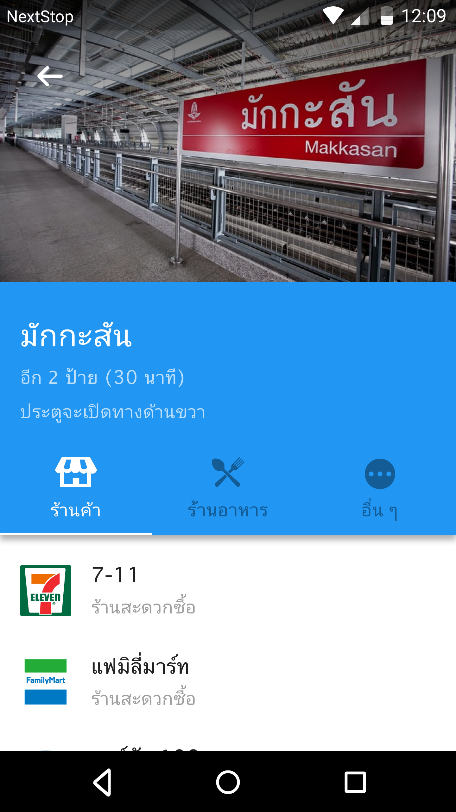 NextStop
12:09
มักกะสัน
Makkasan
มักกะสัน
อีก 2 ป้าย (30 นาที)
ประตูจะเปิดทางด้านขวา
ร้านค้า
ร้านอาหาร
อื่น ๆ
7-11
ร้านสะดวกซื้อ
ELEVEN
แฟมิลี่มาร์ท
ร้านสะดวกซื้อ
FamilyMart